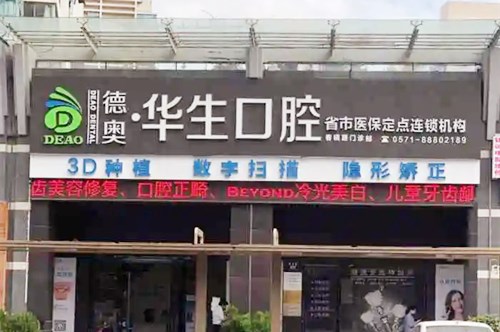 DEAO
DEAO DENTAL
德奥·华生口腔
省市医保定点连锁机构
☎0571-88802189
3D种植 数字扫描 隐形矫正
齿美容修复、口腔正畸、BEYOND冷光美白、儿童牙齿龋